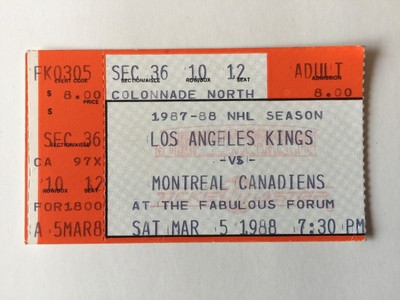 FK0305 SEC 36 10 12 ADULT
EVENT CODE SECTION/AISLE ROW/BOX SEAT ADMISSION
$ 8.00 COLONNADE NORTH 8.00
PRICE
$
1987-88 NHL SEASON
SEC 36 LOS ANGELES KINGS
SECTION/AISLE
CA 97X -VS-
10 12 MONTREAL CANADIENS
ROW/BOX SEAT
FOR1800 AT THE FABULOUS FORUM
A 5MAR8 SAT MAR 5 1988 7:30 PM